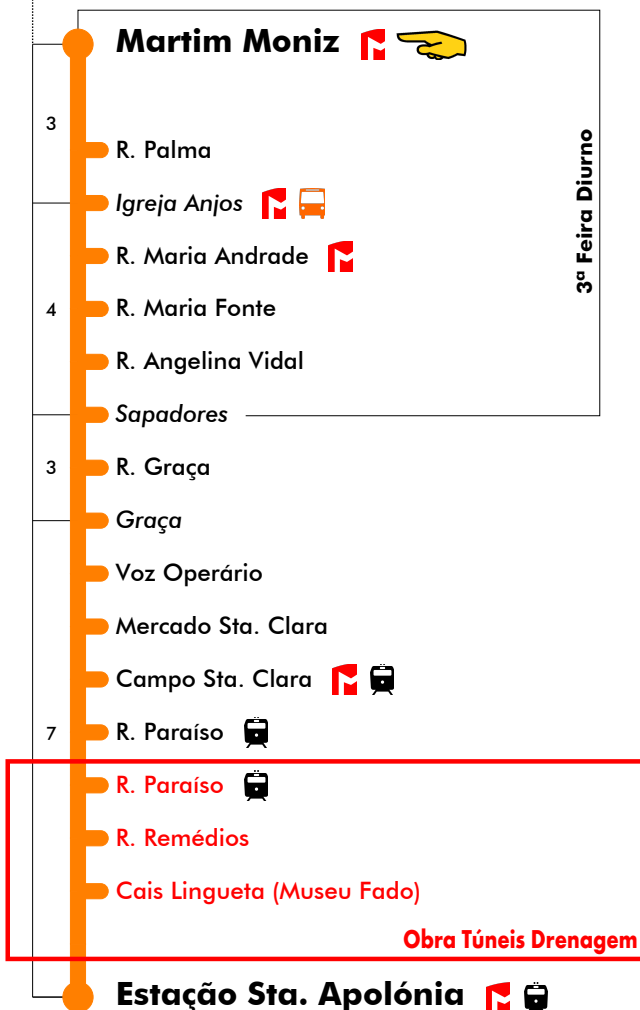 Martim Moniz
3
R. Palma
Igreja Anjos
R. Maria Andrade
3ª Feira Diurno
4
R. Maria Fonte
R. Angelina Vidal
Sapadores
3
R. Graça
Graça
Voz Operário
Mercado Sta. Clara
Campo Sta. Clara
7
R. Paraíso
R. Paraíso
R. Remédios
Cais Lingueta (Museu Fado)
Obra Túneis Drenagem
Estação Sta. Apolónia